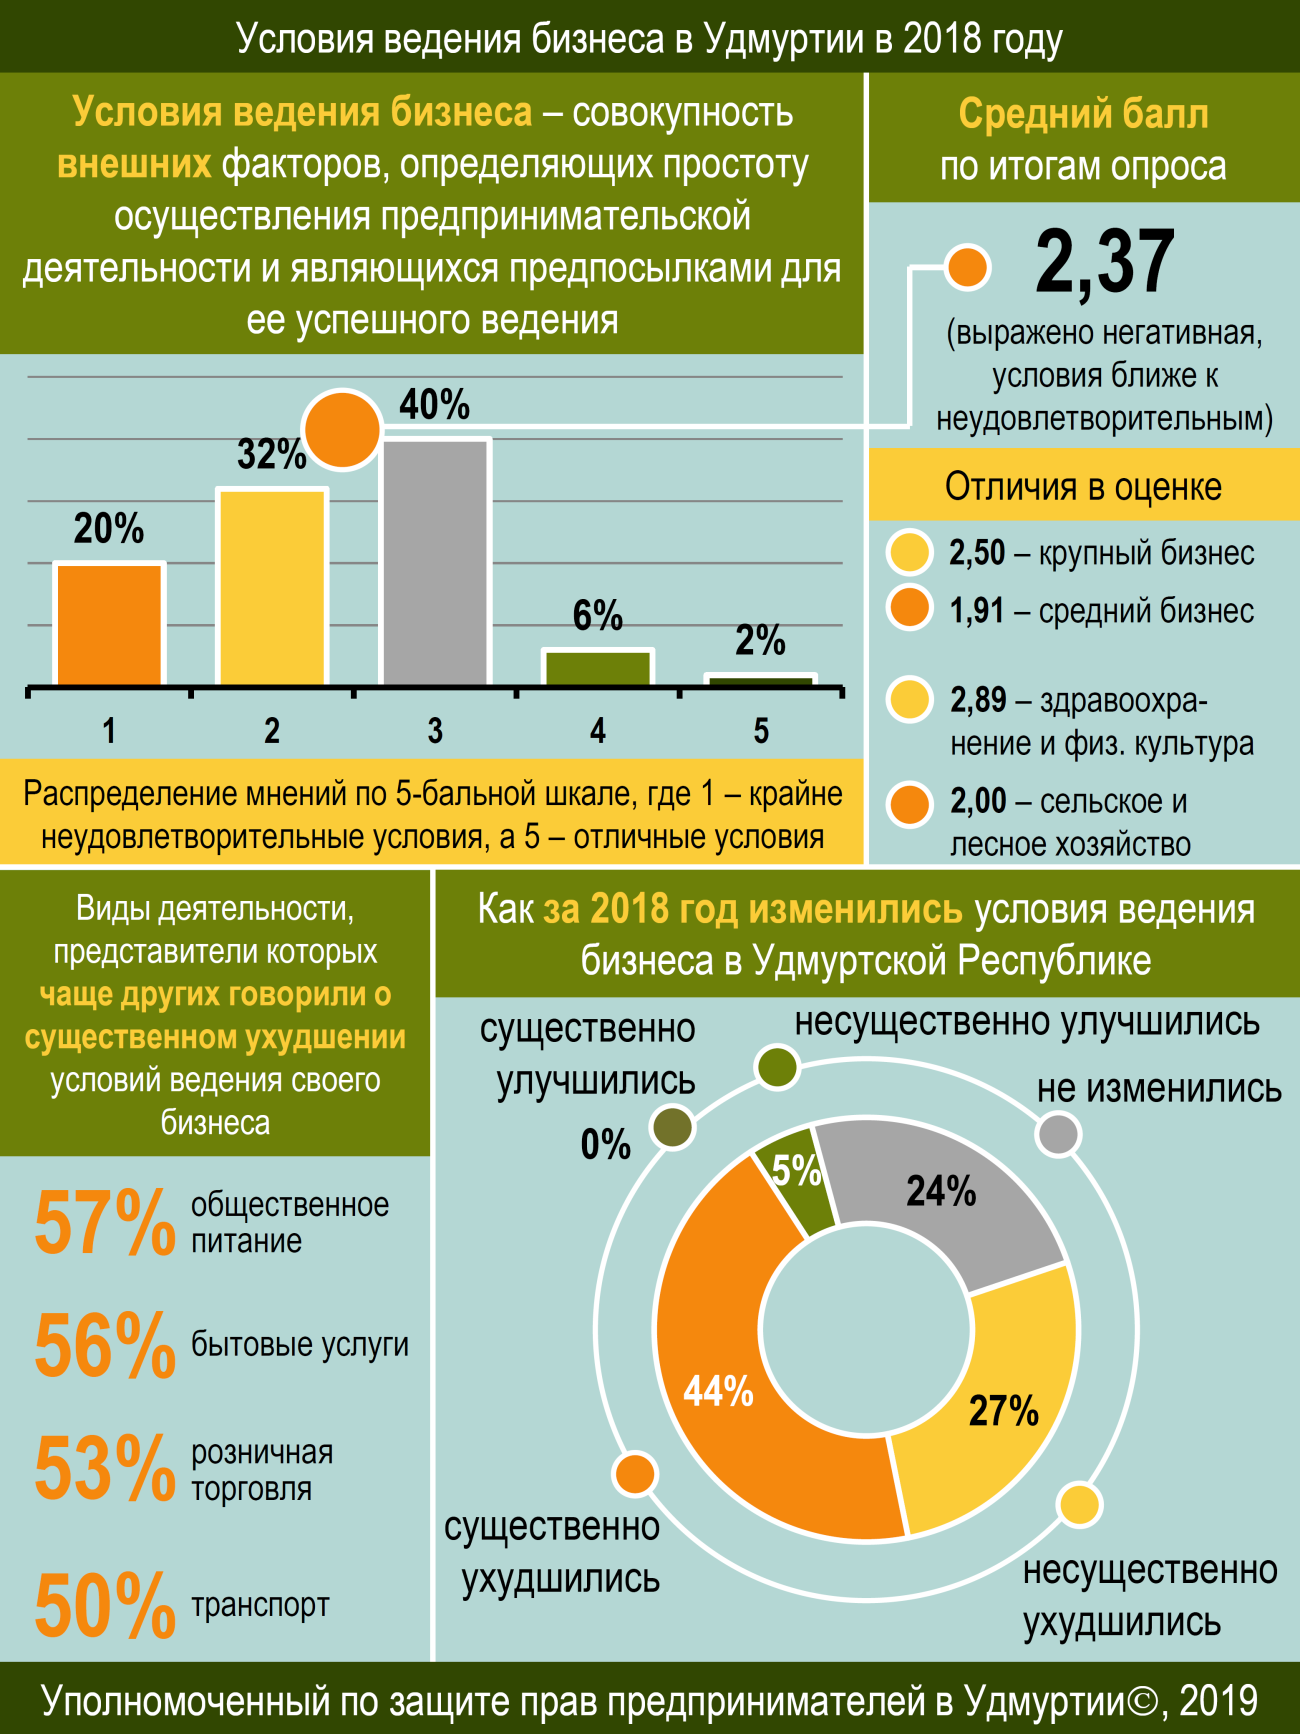 Условия ведения бизнеса в Удмуртии в 2018 году
Условия ведения бизнеса – совокупность
внешних факторов, определяющих простоту
осуществления предпринимательской
деятельности и являющихся предпосылками для
ее успешного ведения
20%
32%
40%
6%
2%
1
2
3
4
5
Распределение мнений по 5-бальной шкале, где 1 – крайне
неудовлетворительные условия, а 5 – отличные условия
Средний балл
по итогам опроса
2,37
(выражено негативная,
условия ближе к
неудовлетворительным)
Отличия в оценке
2,50 – крупный бизнес
1,91 – средний бизнес
2,89 – здравоохра-
нение и физ. культура
2,00 – сельское и
лесное хозяйство
Виды деятельности,
представители которых
чаще других говорили о
существенном ухудшении
условий ведения своего
бизнеса
57% общественное
питание
56% бытовые услуги
53% розничная
торговля
50% транспорт
Как за 2018 год изменились условия ведения
бизнеса в Удмуртской Республике
существенно
улучшились
0%
несущественно улучшились
не изменились
5%
24%
44%
27%
существенно
ухудшились
несущественно
ухудшились
Уполномоченный по защите прав предпринимателей в Удмуртии©, 2019